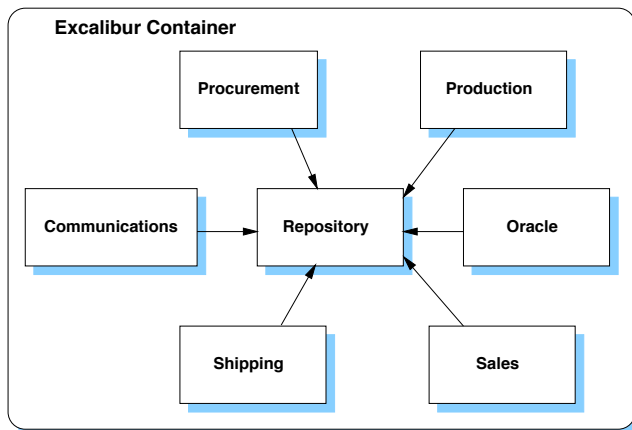 Excalibur Container
Procurement
Production
Communications
Repository
Oracle
Shipping
Sales